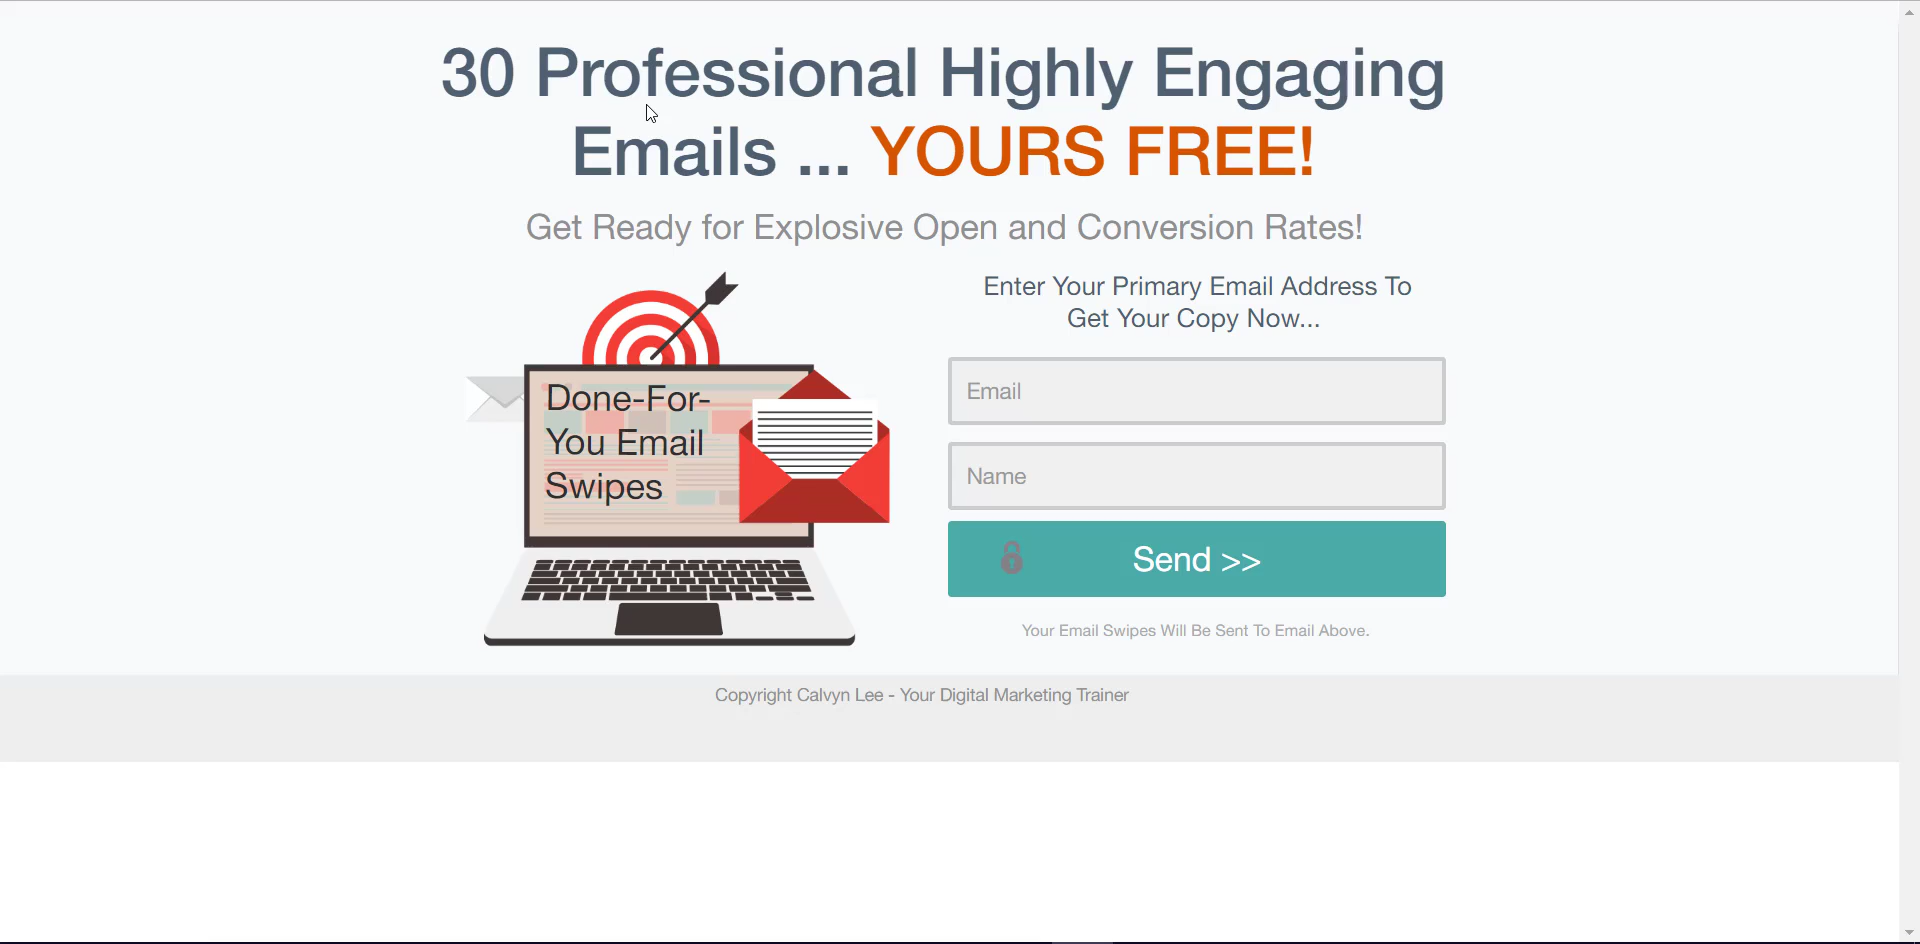 30 Professional Highly Engaging
Emails ... YOURS FREE!
Get Ready for Explosive Open and Conversion Rates!
Done-For-
You Email
Swipes
Enter Your Primary Email Address To
Get Your Copy Now...
Email
Name
Send >>
Your Email Swipes Will Be Sent To Email Above.
Copyright Calvyn Lee - Your Digital Marketing Trainer